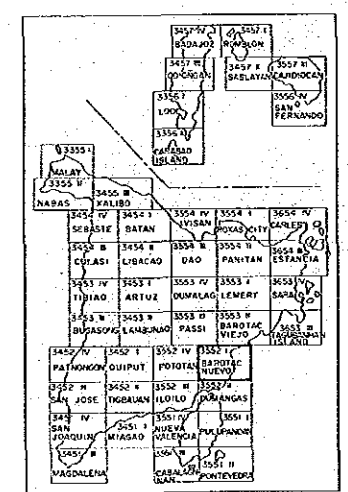 3457 IV 3457 I
BADAJOZ ROMBLON
3457 III 3457 II 3557 III
ODIONGAN SASLAYAN CAJIDIOCAN
3356 I 3556 IV
LOOC SAN FERNANDO
3356 II
CARABAO ISLAND
3355 I
MALAY
3355 II 3455 III
NABAS KALIBO
3454 IV 3454 I 3554 IV 3554 I 3654 IV
SEBASTE BATAN IVISAN ROXAS CITY CARLES
3454 III 3454 II 3554 III 3554 II 3654 III
CULASI LIBACAO DAO PANITAN ESTANCIA
3453 IV 3453 I 3553 IV 3553 I 3653 IV
TIBIAO ARTUZ DUMALAG LEMERY SARA
3453 III 3453 II 3553 III 3553 II 3653 III
BUGASONG LAMBUNAO PASSI BAROTAC VIEJO TAGUBANHAN ISLAND
3452 IV 3452 I 3552 IV 3552 I
PATNONGON QUIPUT POTOTAN BAROTAC NUEVO
3452 III 3452 II 3552 III 3552 II
SAN JOSE TIGBAUAN ILOILO DUMANGAS
3451 IV 3451 I 3551 IV 3551 I
SAN JOAQUIN MIAGAO NUEVA VALENCIA PULUPANDAN
3451 III 3551 III 3551 II
MAGDALENA CABALAGNAN PONTEVEDRA